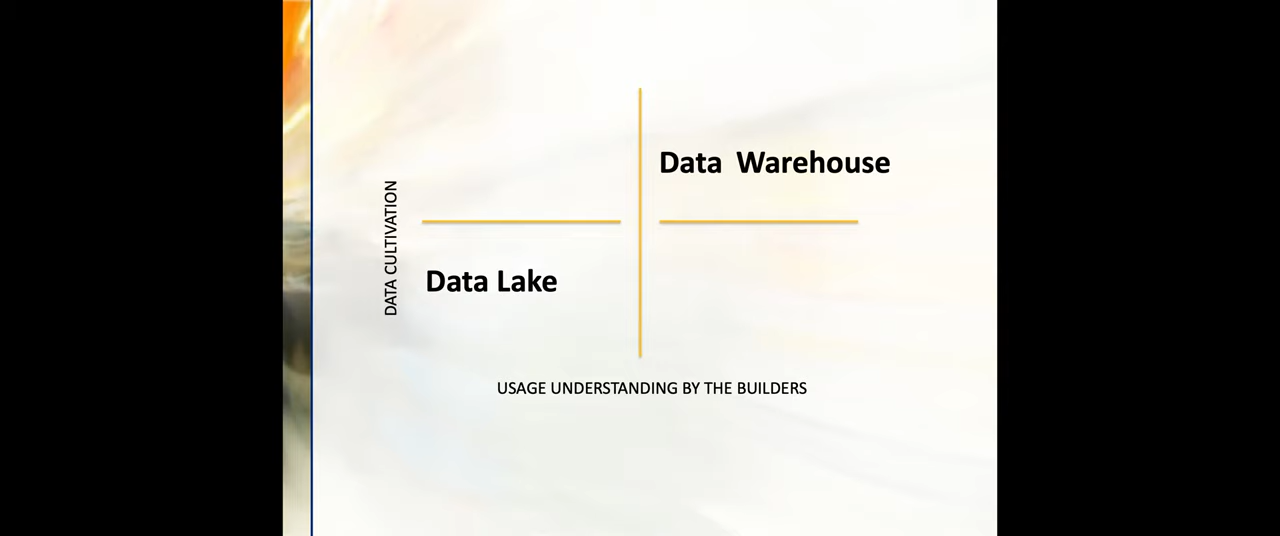 Data Warehouse
DATA CULTIVATION
Data Lake
USAGE UNDERSTANDING BY THE BUILDERS